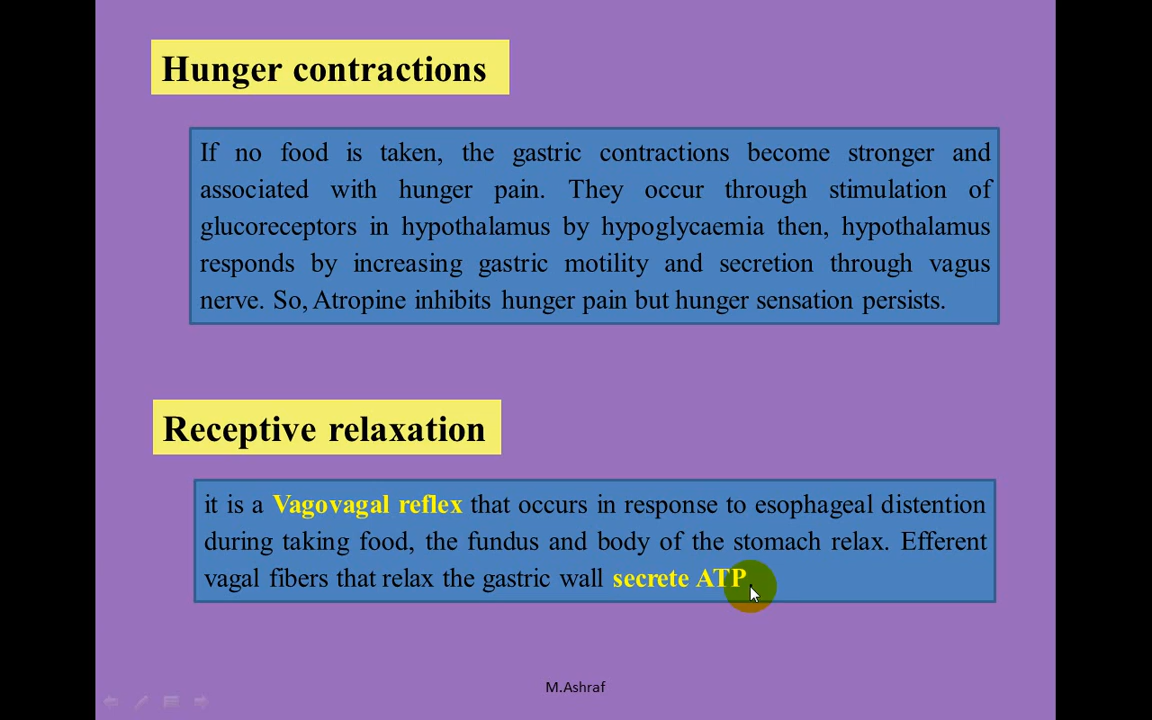 Hunger contractions
If no food is taken, the gastric contractions become stronger and
associated with hunger pain. They occur through stimulation of
glucoreceptors in hypothalamus by hypoglycaemia then, hypothalamus
responds by increasing gastric motility and secretion through vagus
nerve. So, Atropine inhibits hunger pain but hunger sensation persists.
Receptive relaxation
it is a Vagovagal reflex that occurs in response to esophageal distention
during taking food, the fundus and body of the stomach relax. Efferent
vagal fibers that relax the gastric wall secrete ATP.
M.Ashraf